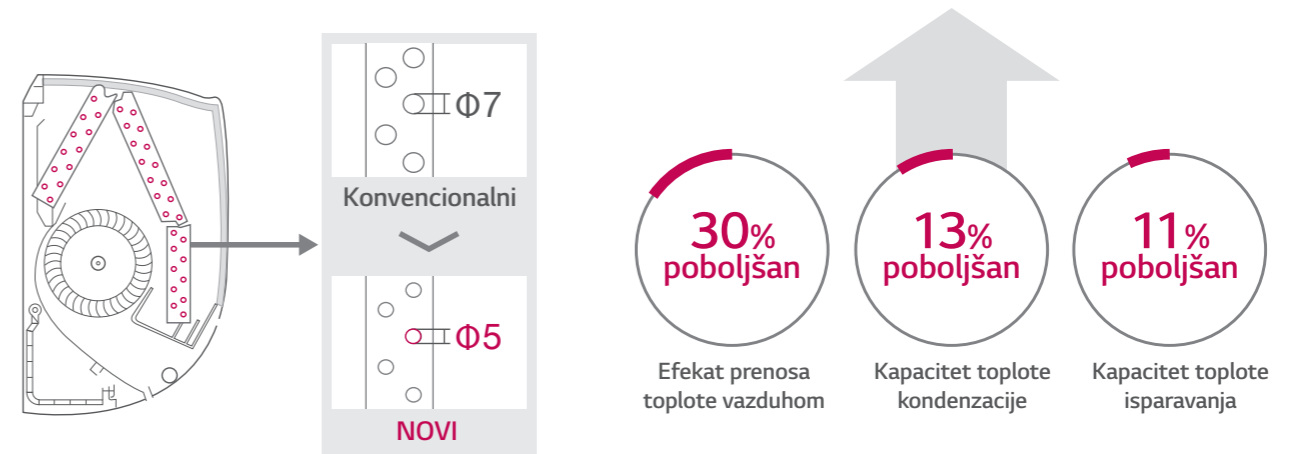 Φ7
Konvencionalni
Φ5
NOVI
30%
poboljšan
Efekat prenosa
toplote vazduhom
13%
poboljšan
Kapacitet toplote
kondenzacije
11%
poboljšan
Kapacitet toplote
isparavanja